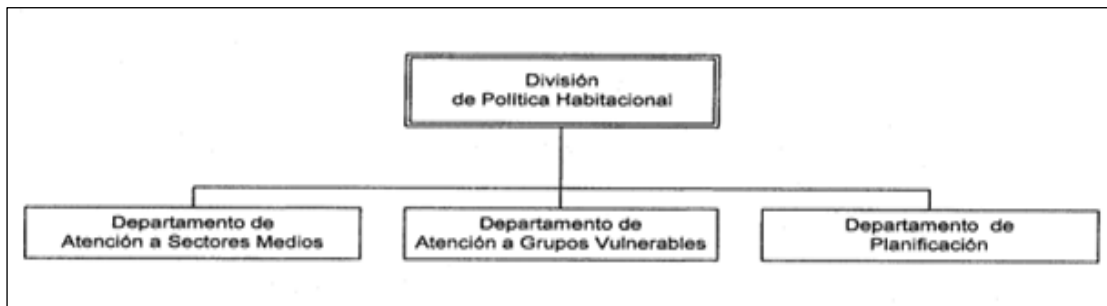 División
de Política Habitacional
Departamento de
Atención a Sectores Medios
Departamento de
Atención a Grupos Vulnerables
Departamento de
Planificación